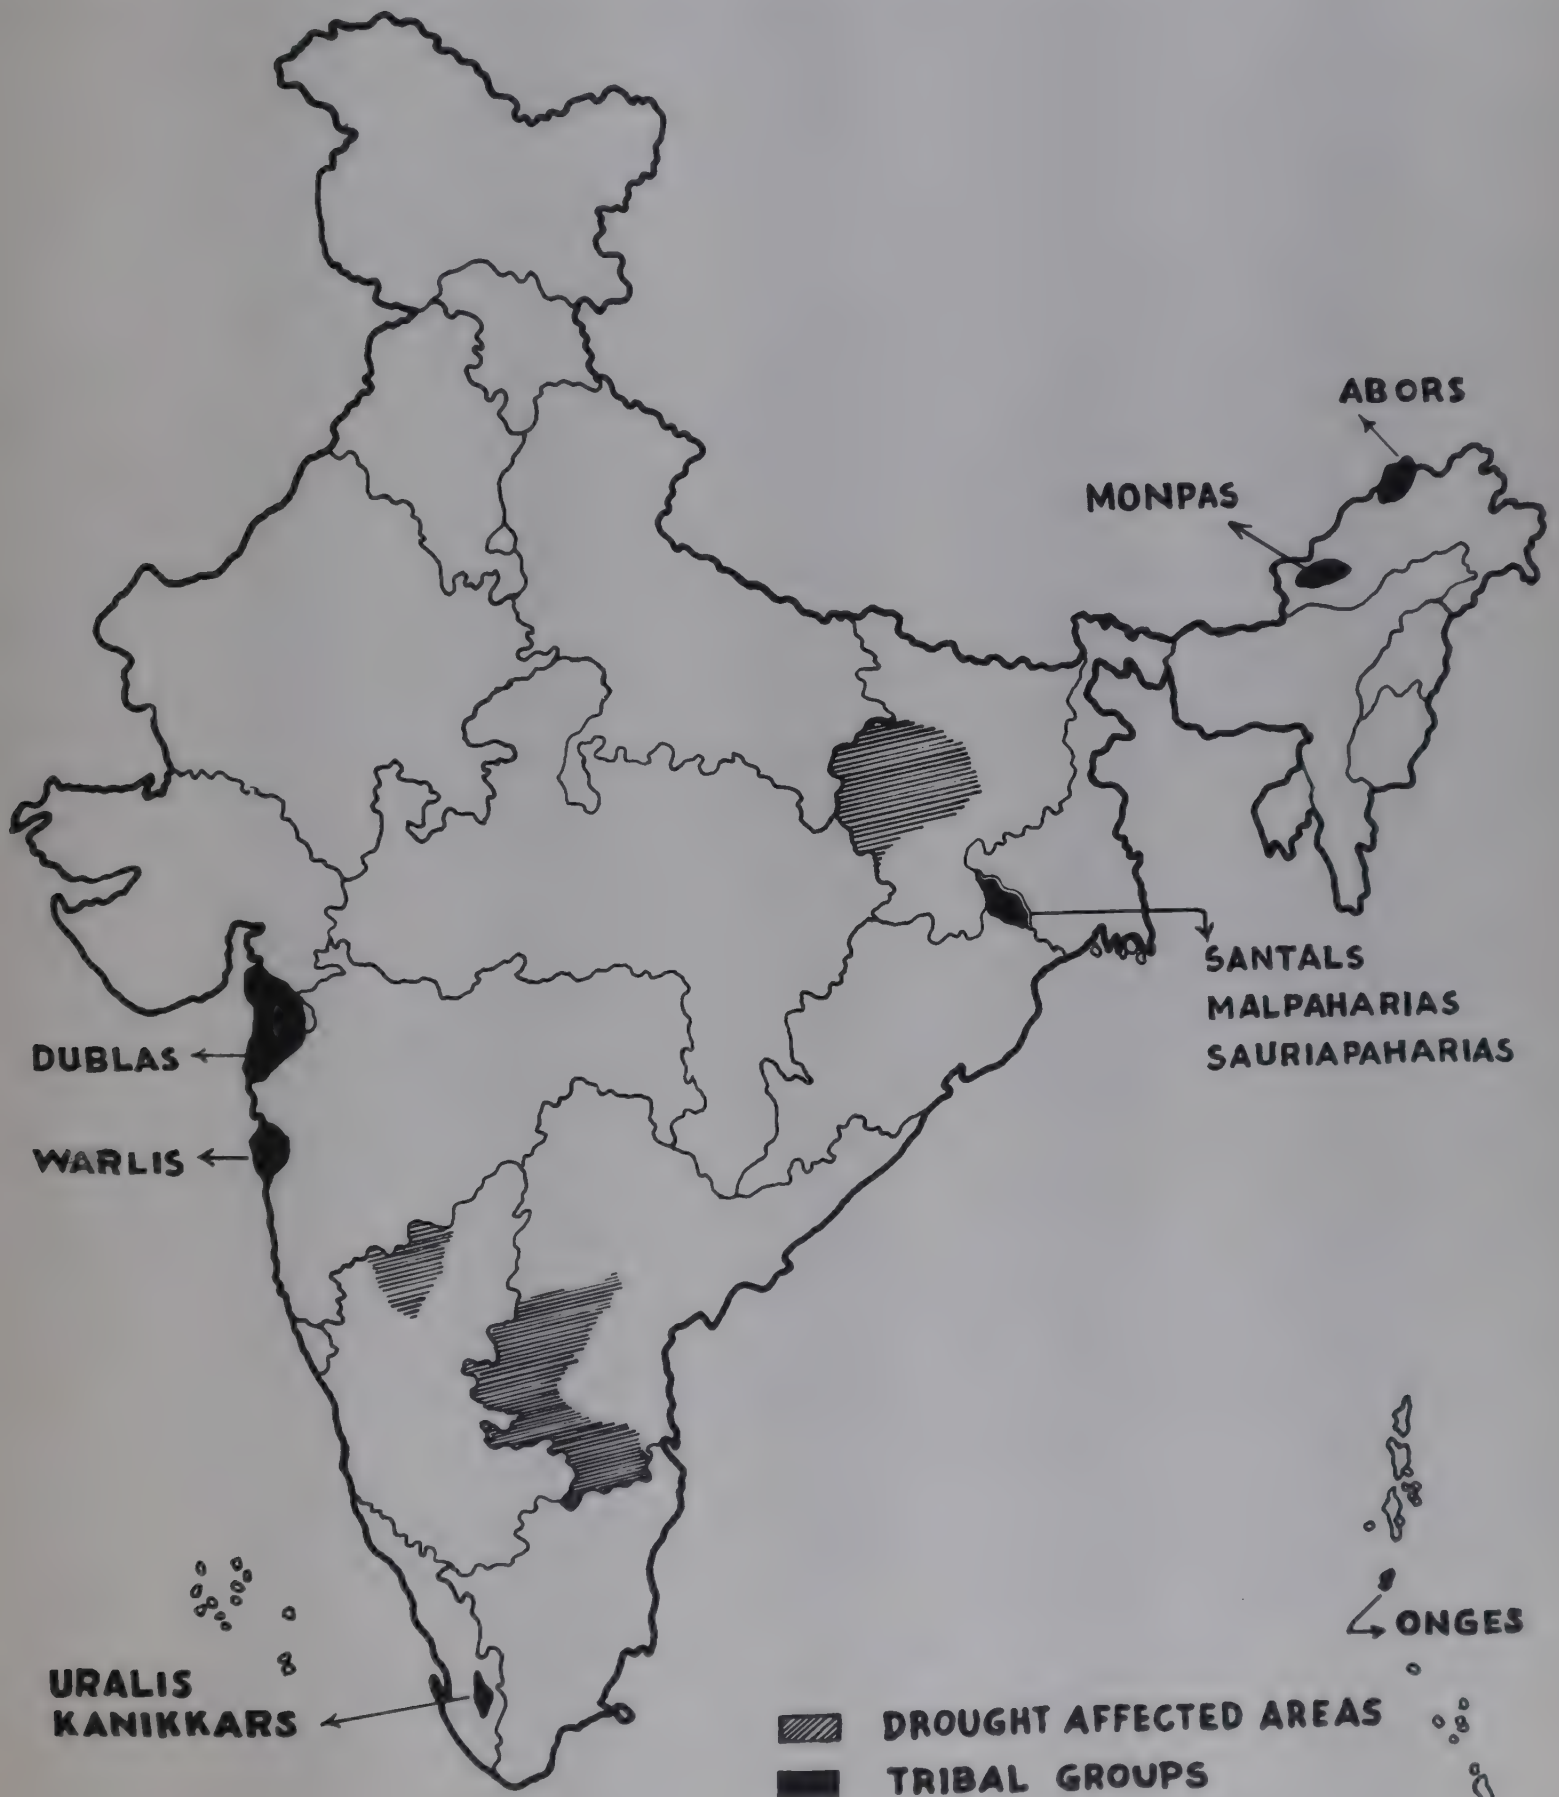 ABORS
MONPAS
SANTALS
MALPAHARIAS
SAURIAPAHARIAS
DUBLAS
WARLIS
ONGES
URALIS
KANIKKARS
DROUGHT AFFECTED AREAS
TRIBAL GROUPS